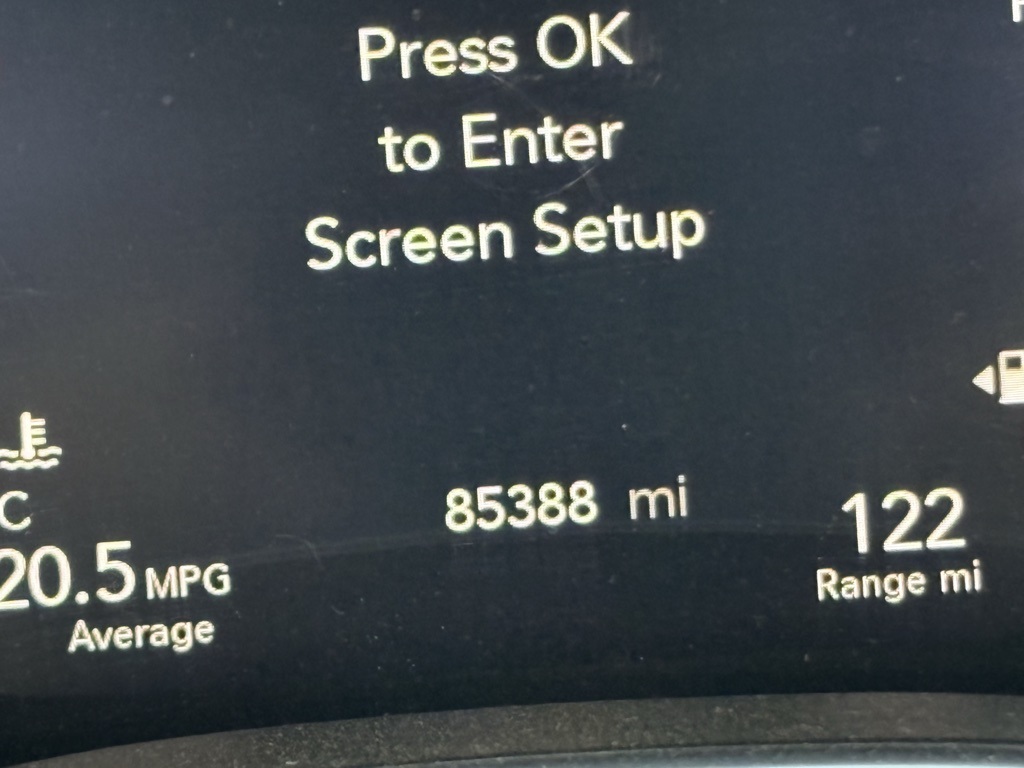 Press OK
to Enter
Screen Setup
C
85388 mi
122
20.5 MPG
Range mi
Average